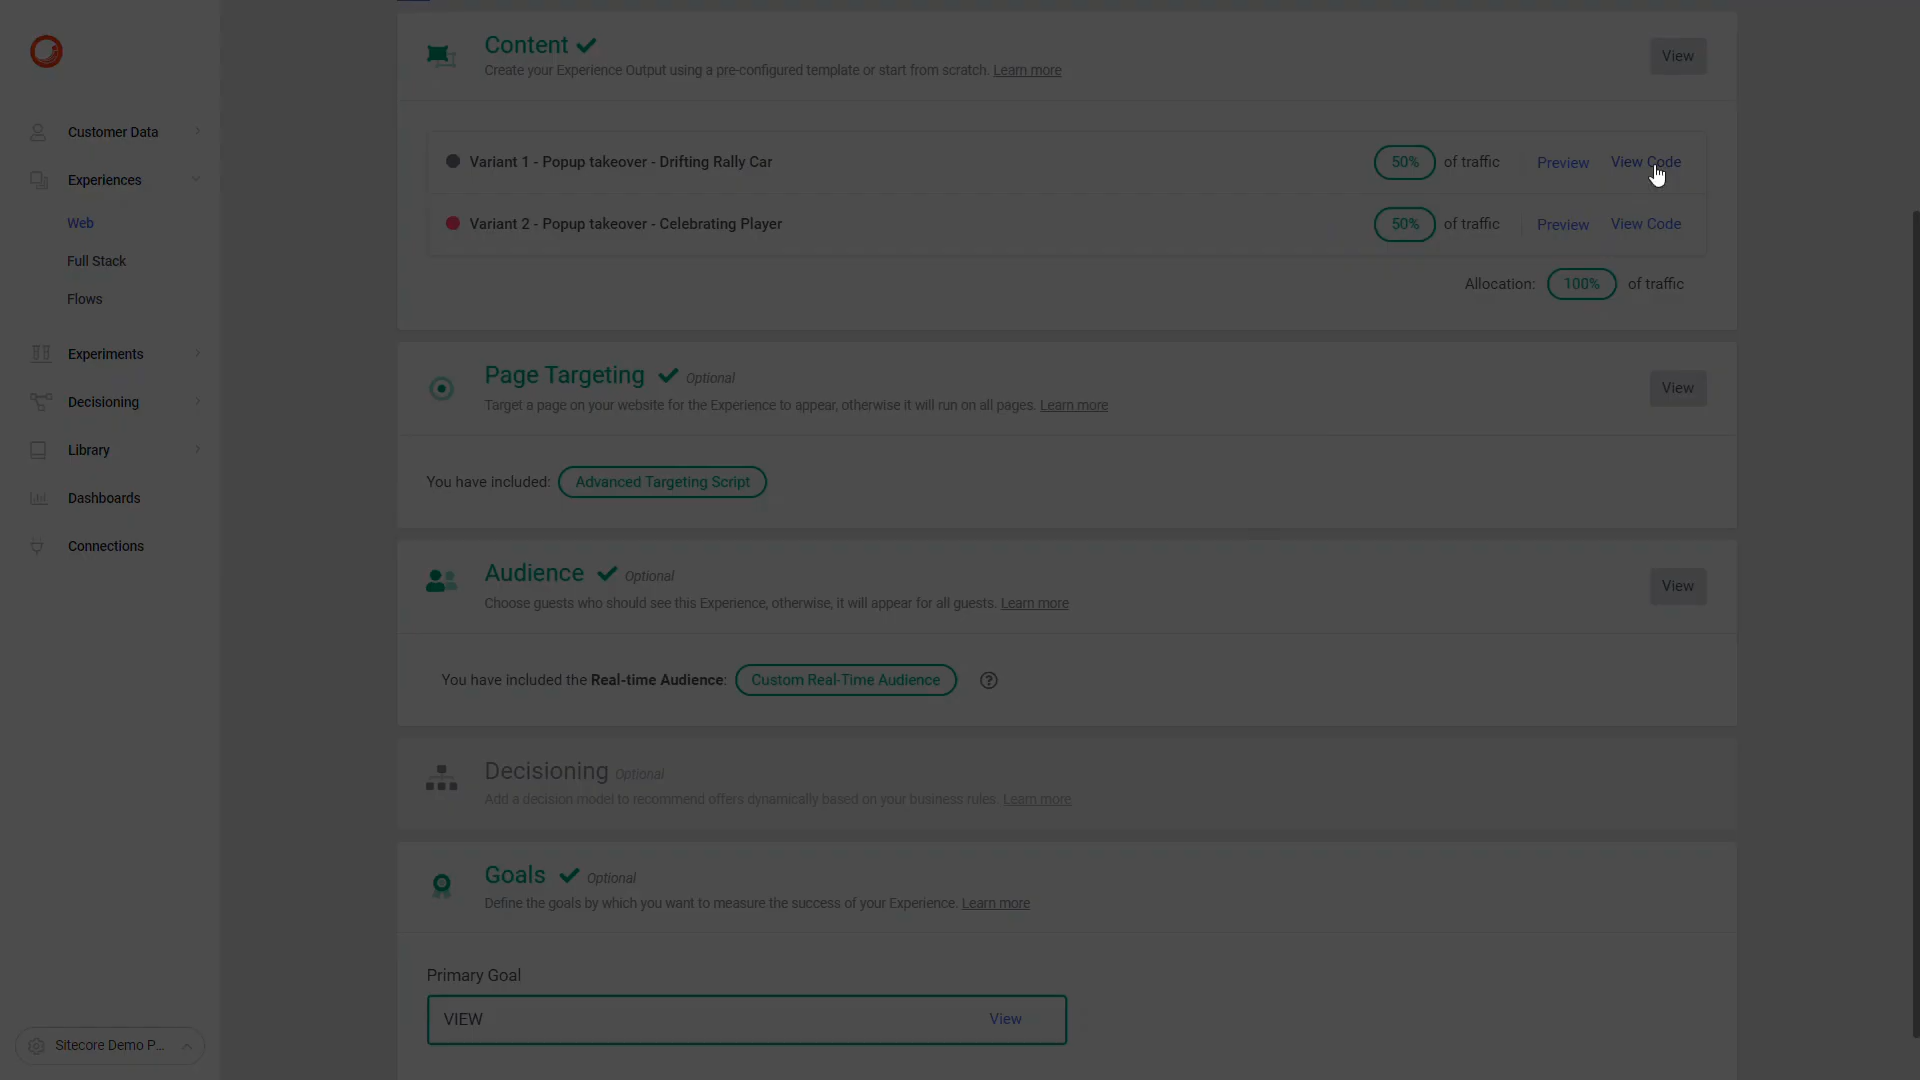 Content
View
Create your Experience Output using a pre-configured template or start from scratch. Learn more
Customer Data
Experiences
Web
Full Stack
Flows
Experiments
Decisioning
Library
Dashboards
Connections
Sitecore Demo P...
Variant 1 - Popup takeover - Drifting Rally Car
50% of traffic
Preview
View Code
Variant 2 - Popup takeover - Celebrating Player
50% of traffic
Preview
View Code
Allocation: 100% of traffic
Page Targeting Optional
View
Target a page on your website for the Experience to appear, otherwise it will run on all pages. Learn more
You have included: Advanced Targeting Script
Audience Optional
View
Choose guests who should see this Experience, otherwise, it will appear for all guests. Learn more
You have included the Real-time Audience: Custom Real-Time Audience ?
Decisioning Optional
Add a decision model to recommend offers dynamically based on your business rules. Learn more
Goals Optional
Define the goals by which you want to measure the success of your Experience. Learn more
Primary Goal
VIEW View